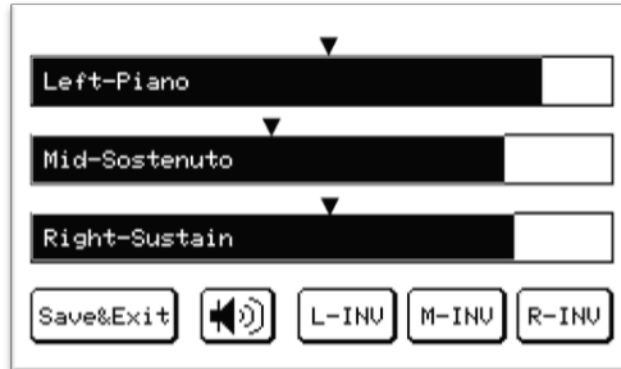 Left-Piano
Mid-Sostenuto
Right-Sustain
Save&Exit L-INV M-INV R-INV